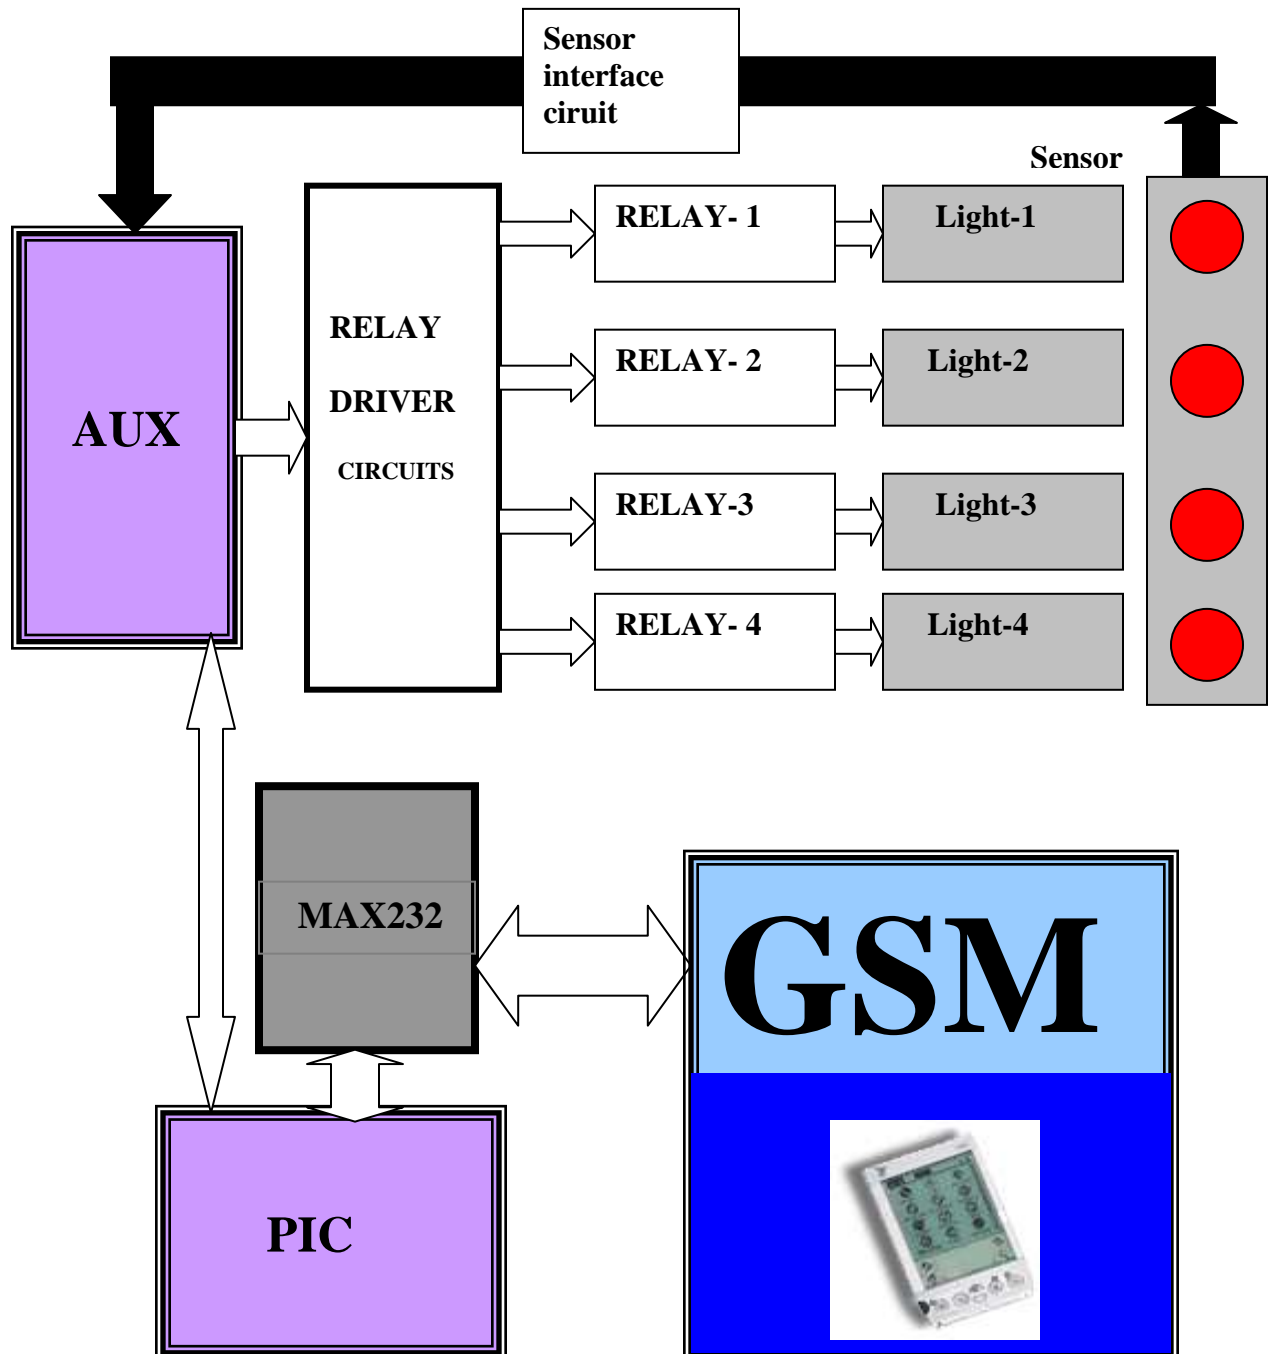 Sensor
interface
ciruit
Sensor
RELAY- 1
Light-1
RELAY
DRIVER
CIRCUITS
RELAY- 2
Light-2
AUX
RELAY-3
Light-3
RELAY- 4
Light-4
MAX232
GSM
PIC